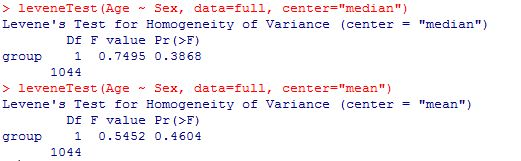 > leveneTest(Age ~ Sex, data=full, center="median")
Levene's Test for Homogeneity of Variance (center = "median")
Df F value Pr(>F)
group 1 0.7495 0.3868
1044
> leveneTest(Age ~ Sex, data=full, center="mean")
Levene's Test for Homogeneity of Variance (center = "mean")
Df F value Pr(>F)
group 1 0.5452 0.4604
1044